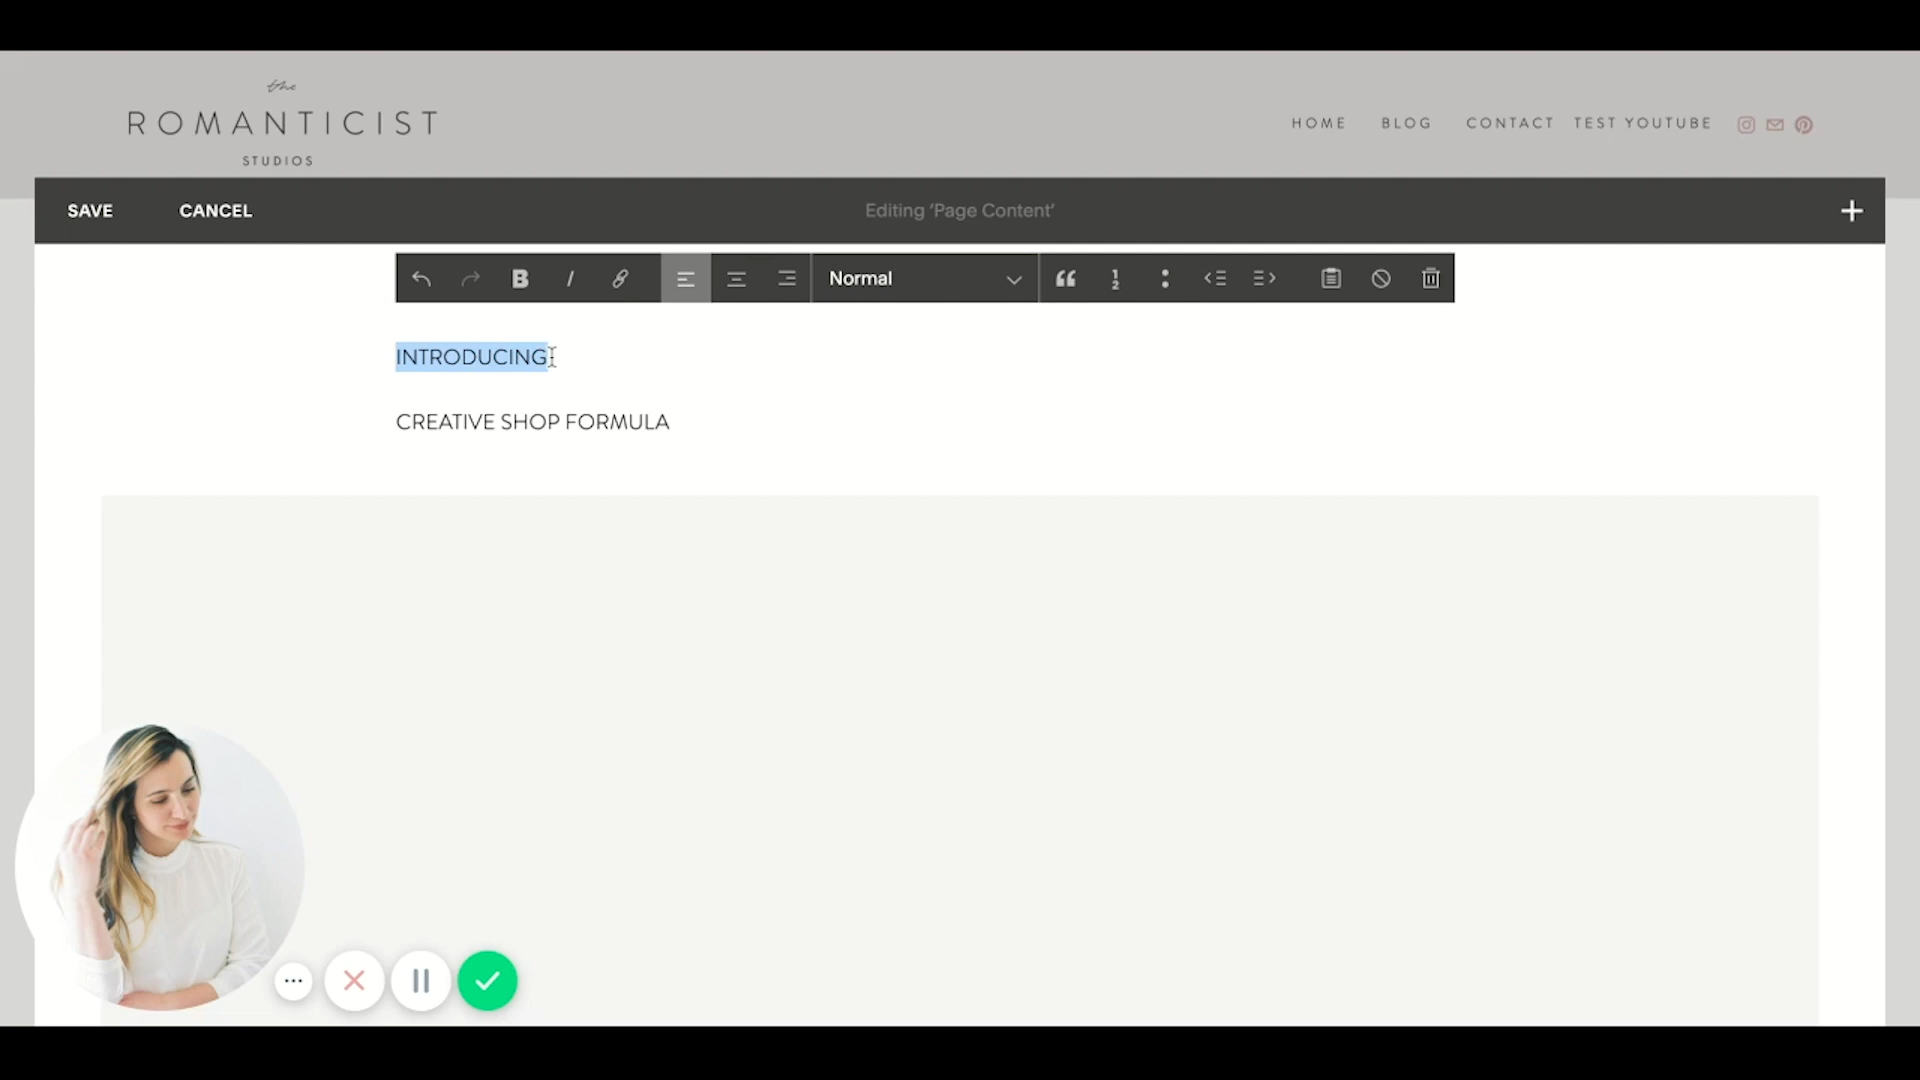 the
ROMANTICIST
STUDIOS
HOME BLOG CONTACT TEST YOUTUBE
SAVE CANCEL Editing ‘Page Content’
Normal
INTRODUCING
CREATIVE SHOP FORMULA